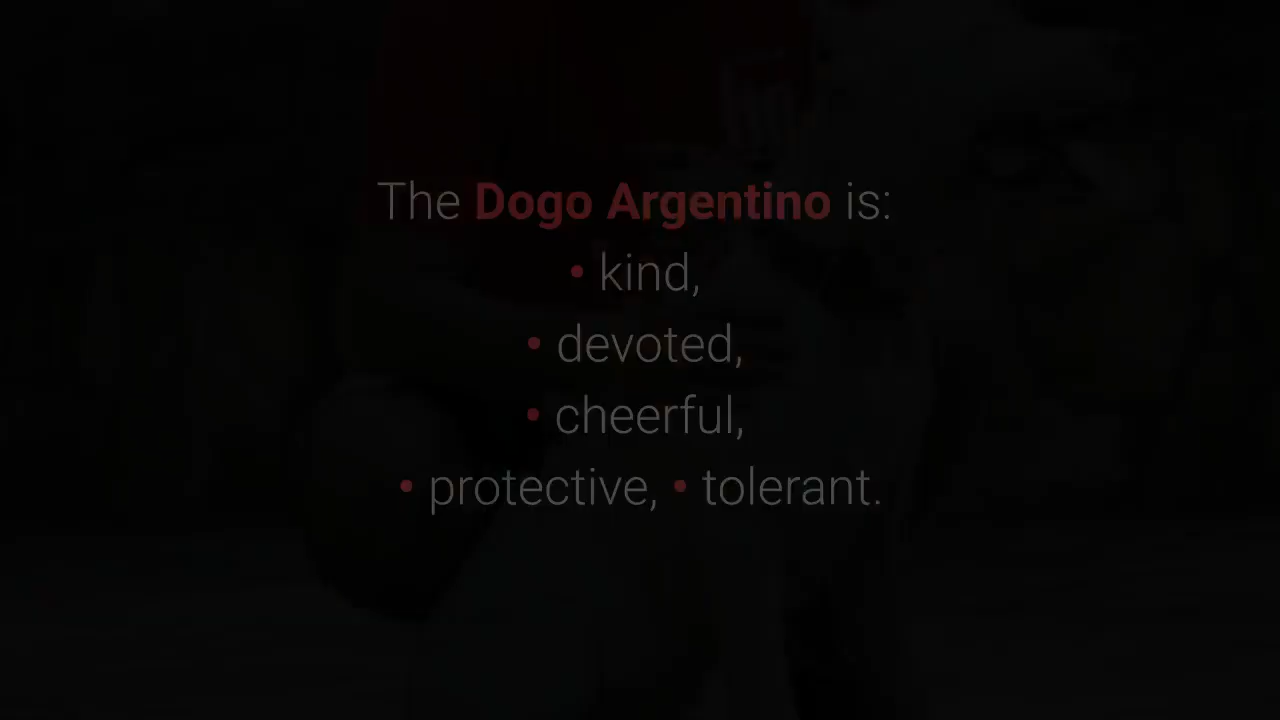 The Dogo Argentino is:
• kind,
• devoted,
• cheerful,
• protective, • tolerant.